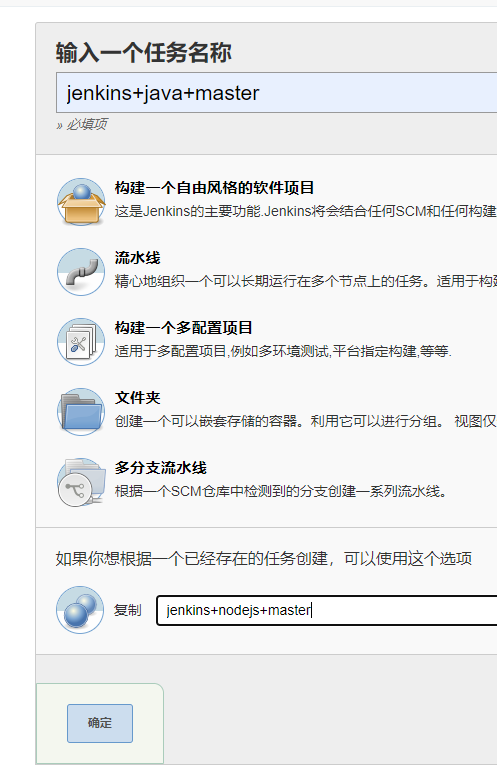 输入一个任务名称
jenkins+java+master
» 必填项
构建一个自由风格的软件项目
这是Jenkins的主要功能.Jenkins将会结合任何SCM和任何构建
流水线
精心地组织一个可以长期运行在多个节点上的任务。适用于构
构建一个多配置项目
适用于多配置项目,例如多环境测试,平台指定构建,等等.
文件夹
创建一个可以嵌套存储的容器。利用它可以进行分组。 视图仅
多分支流水线
根据一个SCM仓库中检测到的分支创建一系列流水线。
如果你想根据一个已经存在的任务创建，可以使用这个选项
复制
jenkins+nodejs+master
确定